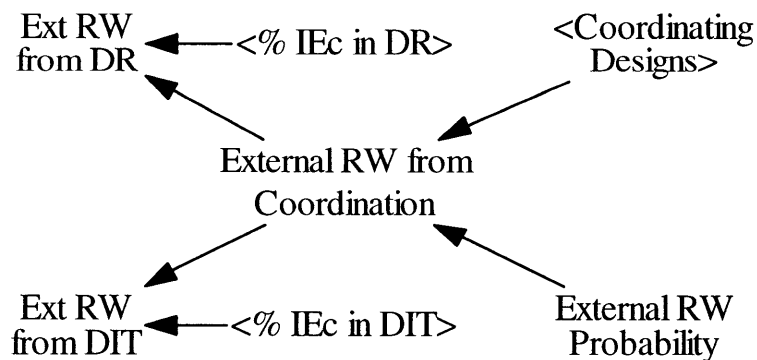 Ext RW
from DR
<% IEc in DR>
<Coordinating
Designs>
External RW from
Coordination
Ext RW
from DIT
<% IEc in DIT>
External RW
Probability